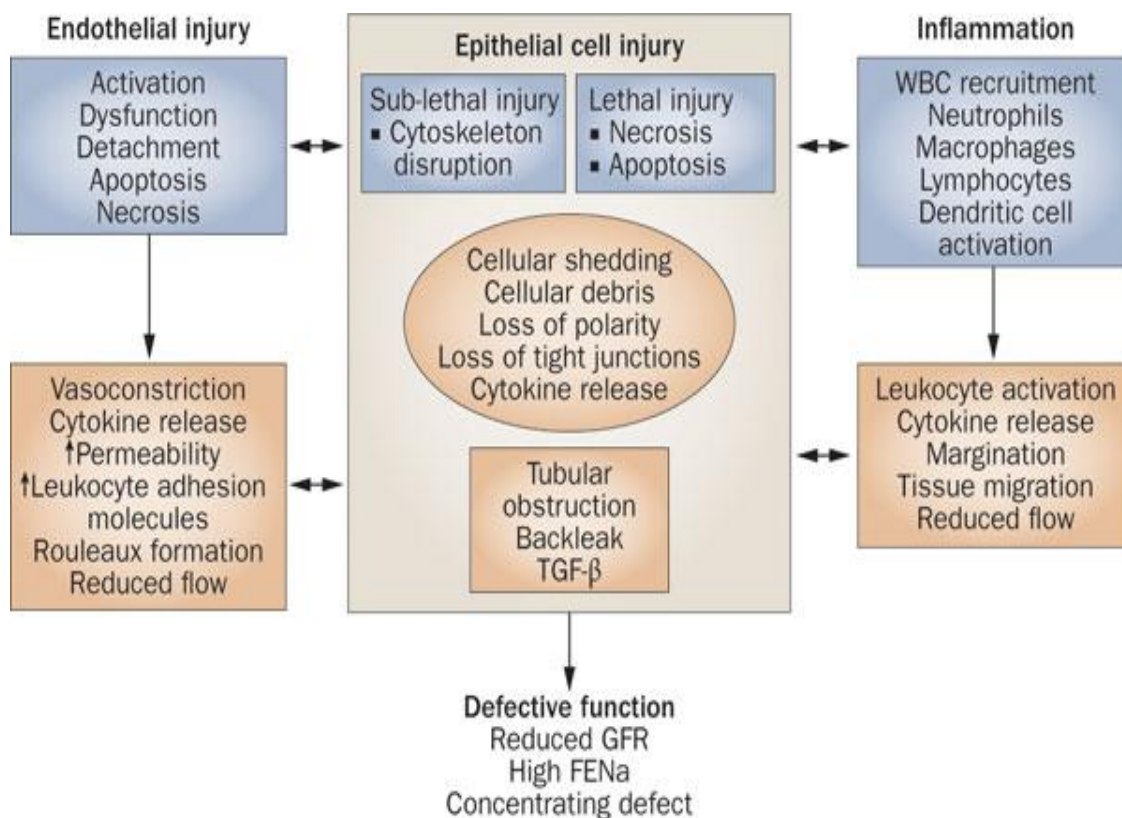 Endothelial injury
Activation
Dysfunction
Detachment
Apoptosis
Necrosis
Vasoconstriction
Cytokine release
↑Permeability
↑Leukocyte adhesion
molecules
Rouleaux formation
Reduced flow
Epithelial cell injury
Sub-lethal injury
▪ Cytoskeleton
disruption
Lethal injury
▪ Necrosis
▪ Apoptosis
Cellular shedding
Cellular debris
Loss of polarity
Loss of tight junctions
Cytokine release
Tubular
obstruction
Backleak
TGF-β
Defective function
Reduced GFR
High FENa
Concentrating defect
Inflammation
WBC recruitment
Neutrophils
Macrophages
Lymphocytes
Dendritic cell
activation
Leukocyte activation
Cytokine release
Margination
Tissue migration
Reduced flow